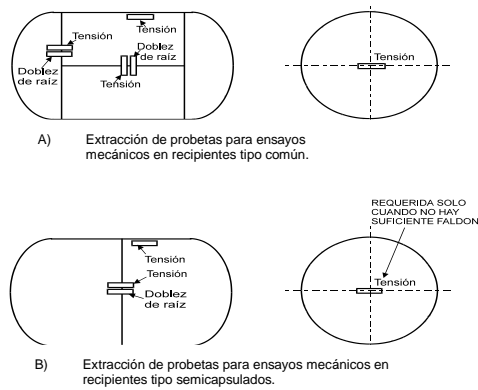 Tensión
Tensión
Doblez
de raíz
Doblez
de raíz
Tensión
Tensión
A) Extracción de probetas para ensayos
mecánicos en recipientes tipo común.
REQUERIDA SOLO
CUANDO NO HAY
SUFICIENTE FALDON
Tensión
Tensión
Doblez
de raíz
Tensión
B) Extracción de probetas para ensayos mecánicos en
recipientes tipo semicapsulados.